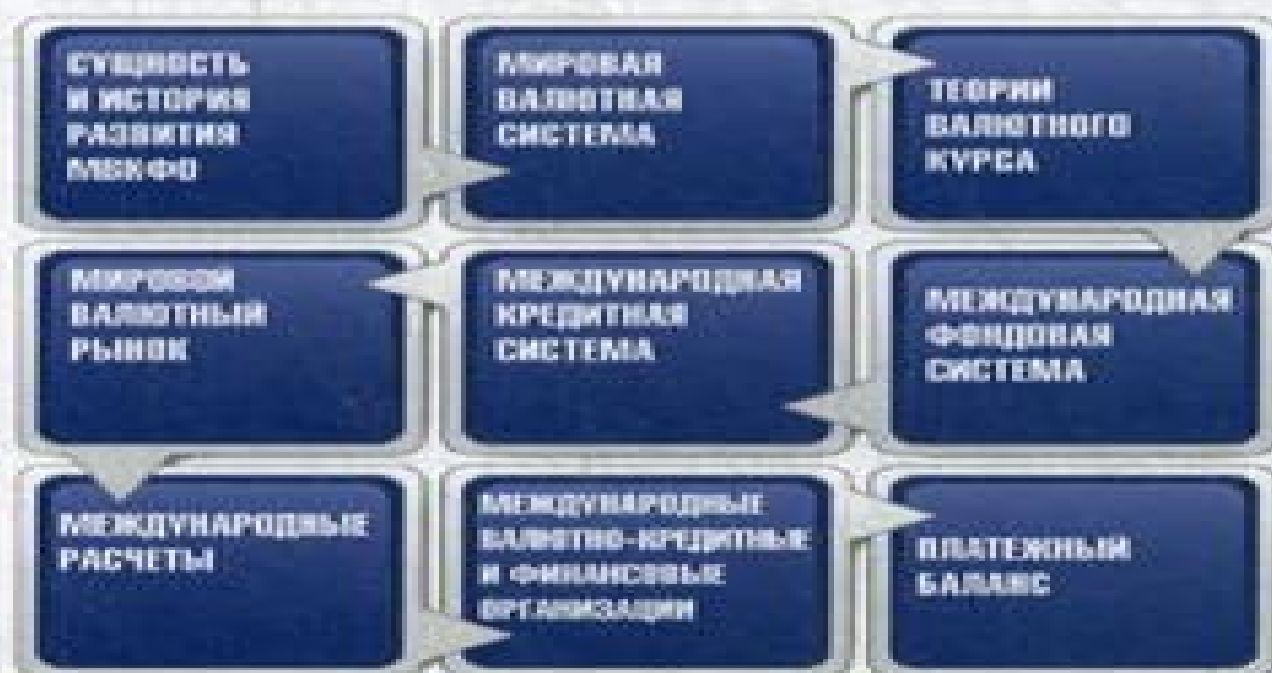 СУЩНОСТЬ
И ИСТОРИЯ
РАЗВИТИЯ
МВКФО
МИРОВАЯ
ВАЛЮТНАЯ
СИСТЕМА
ТЕОРИИ
ВАЛЮТНОГО
КУРСА
МЕЖДУНАРОДНАЯ
ФОНДОВАЯ
СИСТЕМА
МЕЖДУНАРОДНАЯ
КРЕДИТНАЯ
СИСТЕМА
МИРОВОЙ
ВАЛЮТНЫЙ
РЫНОК
МЕЖДУНАРОДНЫЕ
РАСЧЕТЫ
МЕЖДУНАРОДНЫЕ
ВАЛЮТНО-КРЕДИТНЫЕ
И ФИНАНСОВЫЕ
ОРГАНИЗАЦИИ
ПЛАТЕЖНЫЙ
БАЛАНС